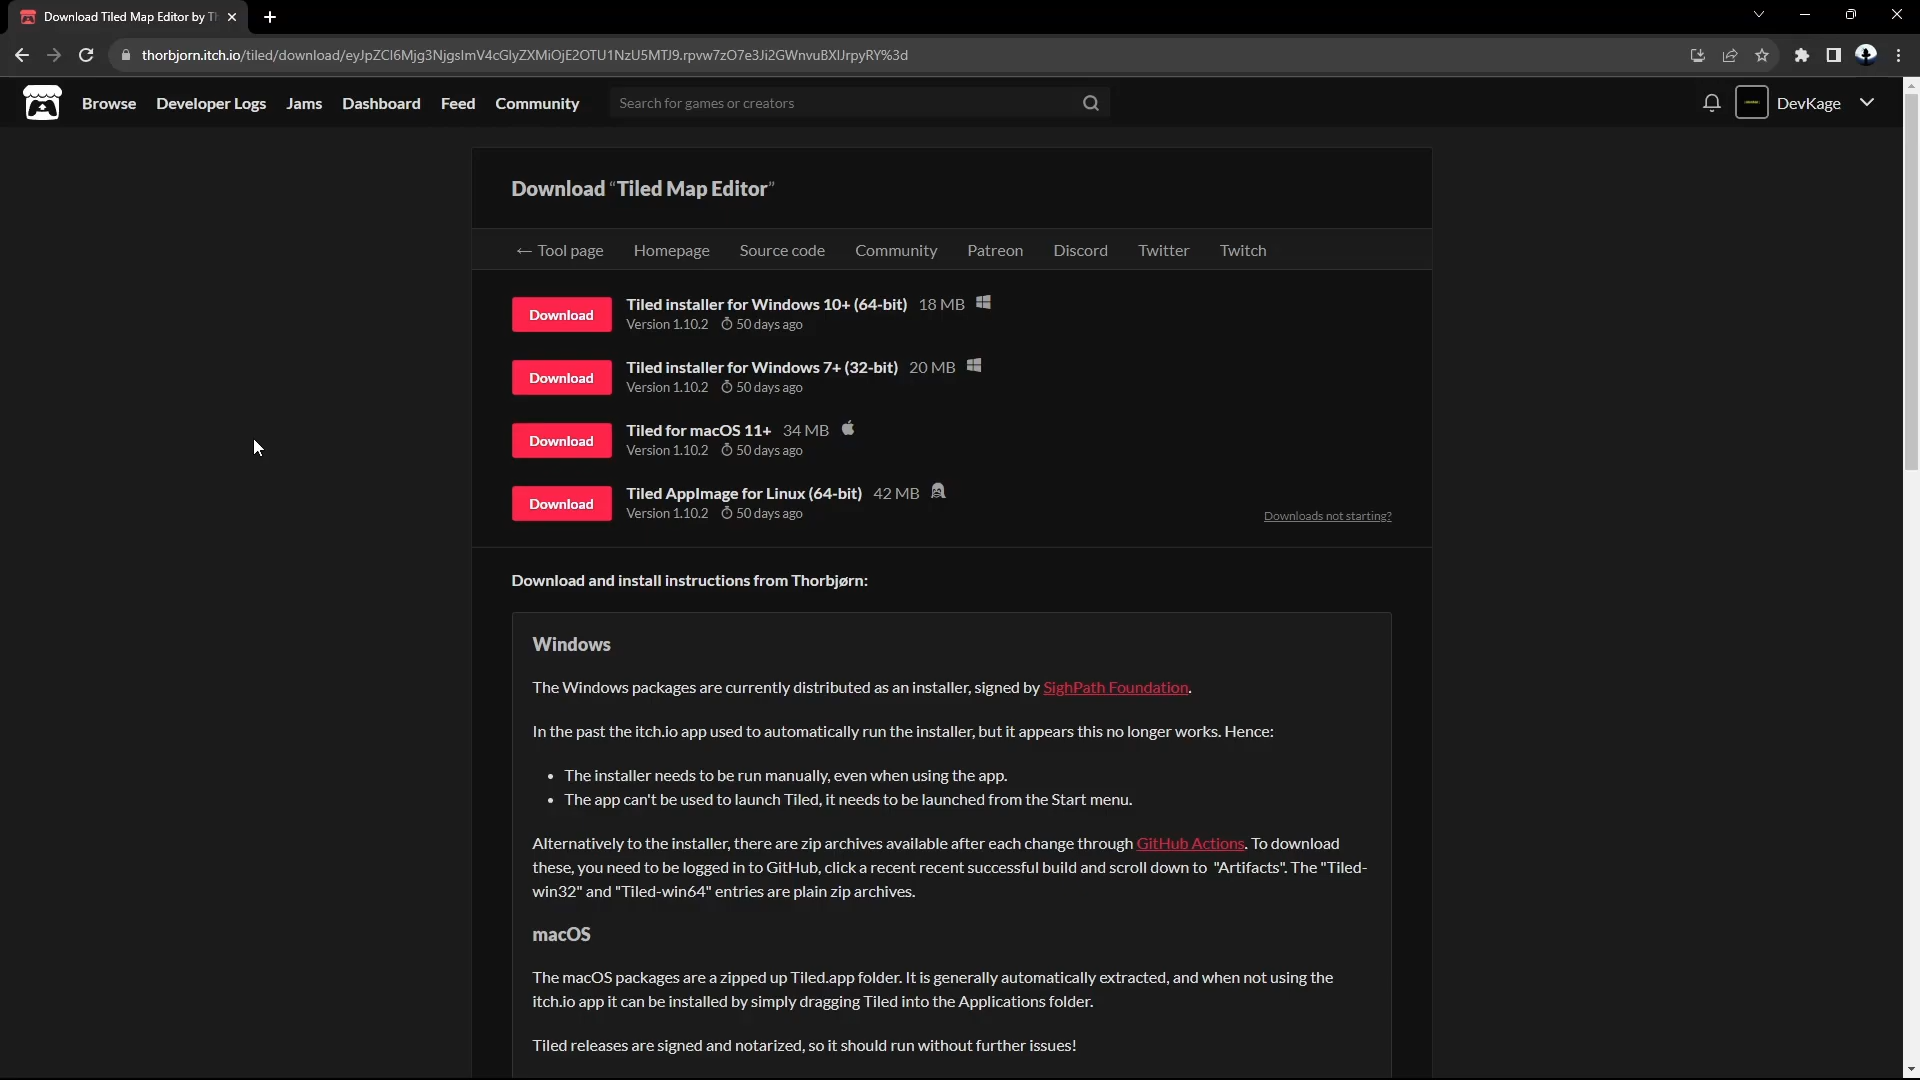 Download Tiled Map Editor by Th
thorbjorn.itch.io/tiled/download/eyJpZCI6Mjg3NjgsImV4cGlyZXMiOjE2OTU1NzU5MTJ9.rpvw7zO7e3Ji2GWnvuBXlJrpyRY%3d
Browse Developer Logs Jams Dashboard Feed Community Search for games or creators DevKage
Download “Tiled Map Editor”
← Tool page Homepage Source code Community Patreon Discord Twitter Twitch
Download Tiled installer for Windows 10+ (64-bit) 18 MB
Version 1.10.2 50 days ago
Download Tiled installer for Windows 7+ (32-bit) 20 MB
Version 1.10.2 50 days ago
Download Tiled for macOS 11+ 34 MB
Version 1.10.2 50 days ago
Download Tiled AppImage for Linux (64-bit) 42 MB
Version 1.10.2 50 days ago
Downloads not starting?
Download and install instructions from Thorbjørn:
Windows
The Windows packages are currently distributed as an installer, signed by SighPath Foundation.
In the past the itch.io app used to automatically run the installer, but it appears this no longer works. Hence:
• The installer needs to be run manually, even when using the app.
• The app can't be used to launch Tiled, it needs to be launched from the Start menu.
Alternatively to the installer, there are zip archives available after each change through GitHub Actions. To download
these, you need to be logged in to GitHub, click a recent recent successful build and scroll down to "Artifacts". The "Tiled-
win32" and "Tiled-win64" entries are plain zip archives.
macOS
The macOS packages are a zipped up Tiled.app folder. It is generally automatically extracted, and when not using the
itch.io app it can be installed by simply dragging Tiled into the Applications folder.
Tiled releases are signed and notarized, so it should run without further issues!